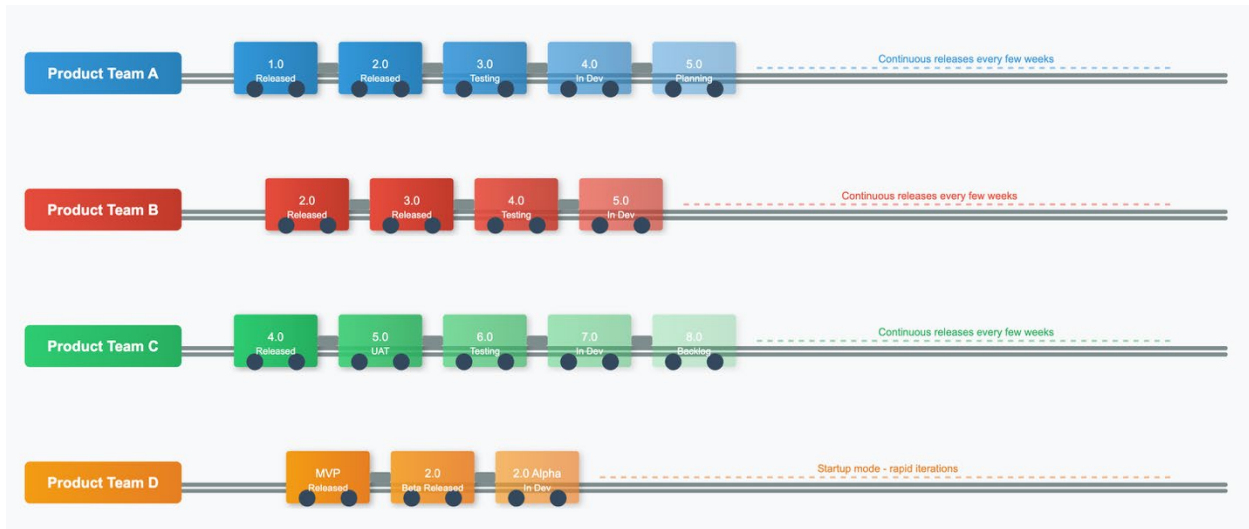 Product Team A
1.0
Released
2.0
Released
3.0
Testing
4.0
In Dev
5.0
Planning
Continuous releases every few weeks
Product Team B
2.0
Released
3.0
Released
4.0
Testing
5.0
In Dev
Continuous releases every few weeks
Product Team C
4.0
Released
5.0
UAT
6.0
Testing
7.0
In Dev
8.0
Backlog
Continuous releases every few weeks
Product Team D
MVP
Released
2.0
Beta Released
2.0 Alpha
In Dev
Startup mode - rapid iterations